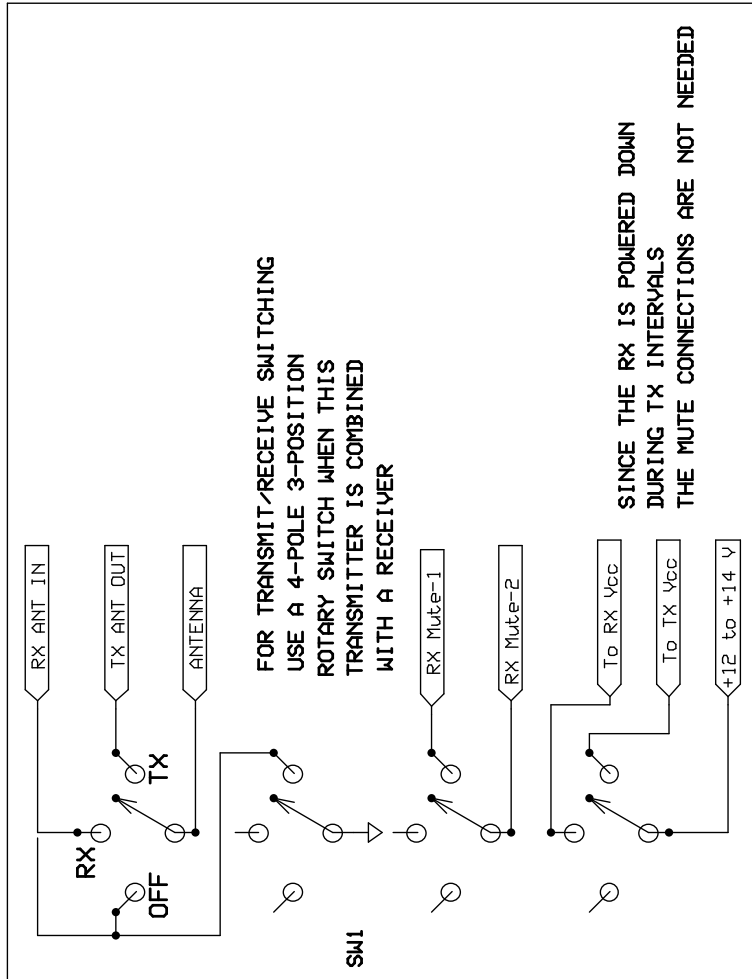 RX ANT IN
TX ANT OUT
ANTENNA
RX
OFF
TX
FOR TRANSMIT/RECEIVE SWITCHING
USE A 4-POLE 3-POSITION
ROTARY SWITCH WHEN THIS
TRANSMITTER IS COMBINED
WITH A RECEIVER
SW1
RX Mute-1
RX Mute-2
To RX Vcc
To TX Vcc
+12 to +14 V
SINCE THE RX IS POWERED DOWN
DURING TX INTERVALS
THE MUTE CONNECTIONS ARE NOT NEEDED